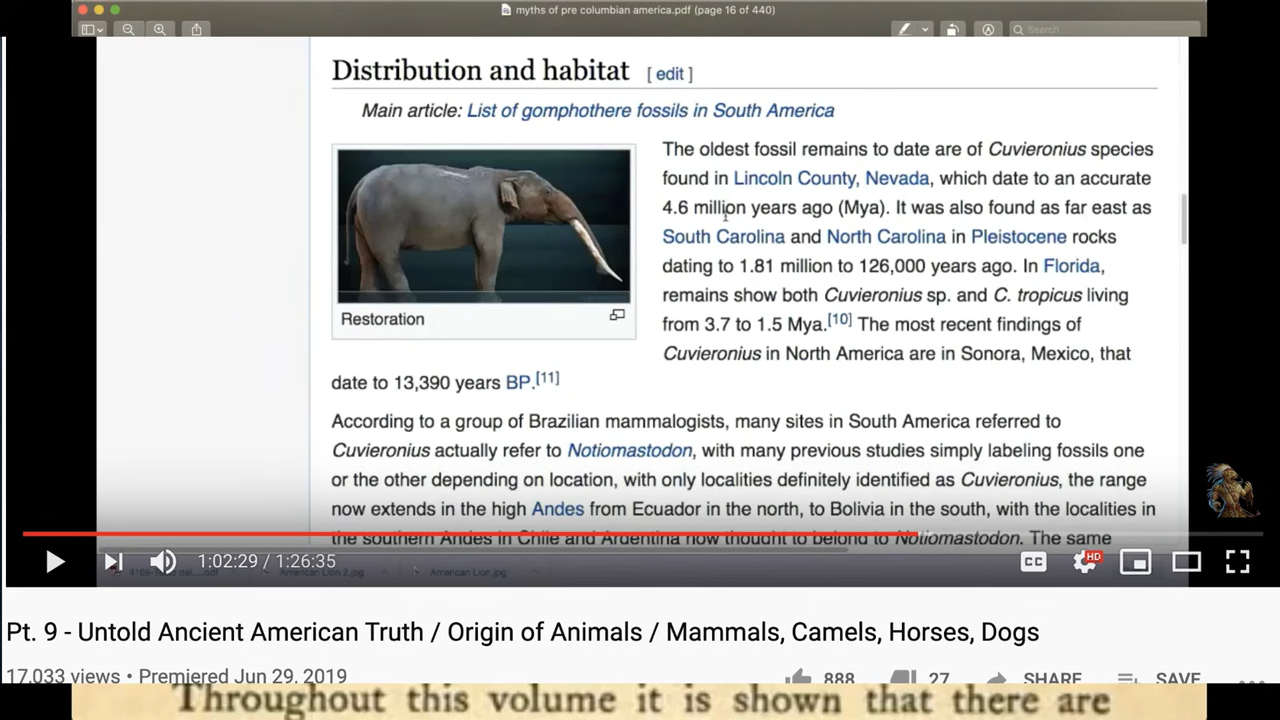 myths of pre columbian america.pdf (page 16 of 440)
Search
Distribution and habitat [ edit ]
Main article: List of gomphothere fossils in South America
The oldest fossil remains to date are of Cuvieronius species
found in Lincoln County, Nevada, which date to an accurate
4.6 million years ago (Mya). It was also found as far east as
South Carolina and North Carolina in Pleistocene rocks
dating to 1.81 million to 126,000 years ago. In Florida,
remains show both Cuvieronius sp. and C. tropicus living
from 3.7 to 1.5 Mya.[10] The most recent findings of
Cuvieronius in North America are in Sonora, Mexico, that
Restoration
date to 13,390 years BP.[11]
According to a group of Brazilian mammalogists, many sites in South America referred to
Cuvieronius actually refer to Notiomastodon, with many previous studies simply labeling fossils one
or the other depending on location, with only localities definitely identified as Cuvieronius, the range
now extends in the high Andes from Ecuador in the north, to Bolivia in the south, with the localities in
the southern Andes in Chile and Argentina now thought to belong to Notiomastodon. The same
1:02:29 / 1:26:35
CC
HD
American Lion 2.jpg
American Lion.jpg
Pt. 9 - Untold Ancient American Truth / Origin of Animals / Mammals, Camels, Horses, Dogs
17,033 views • Premiered Jun 29, 2019
888
27
SHARE
SAVE
Throughout this volume it is shown that there are